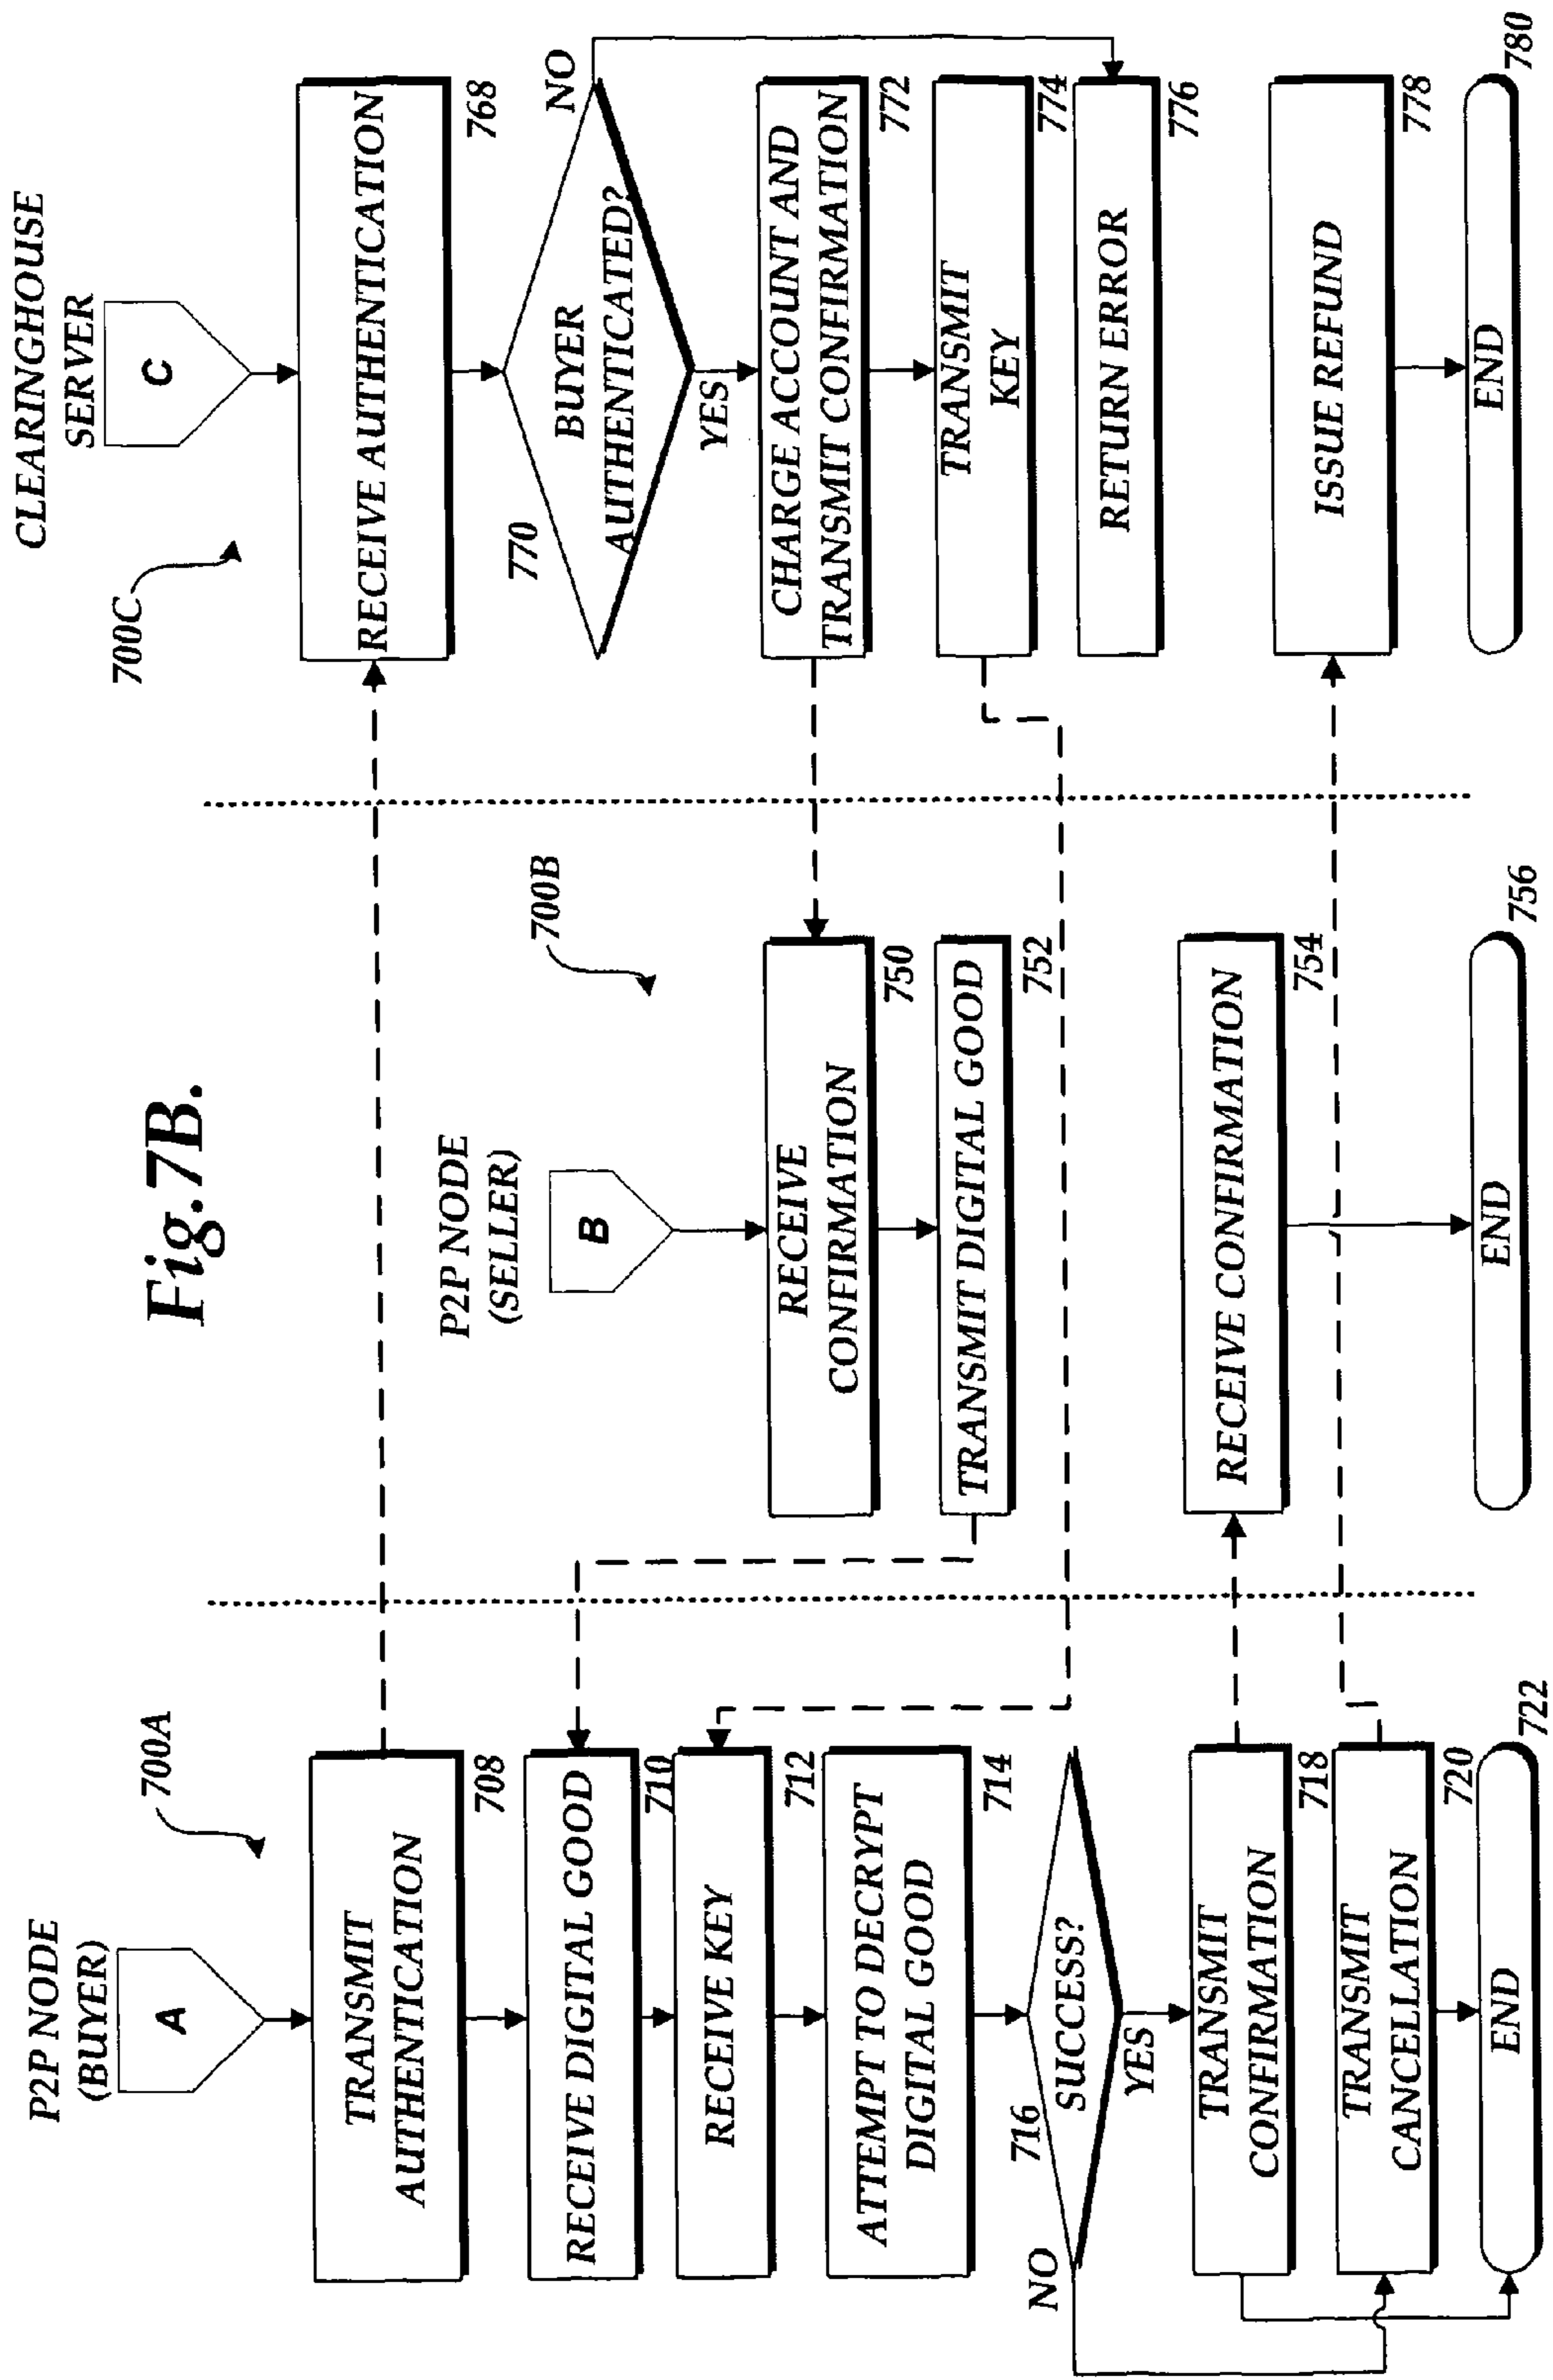 Fig.7B.
P2P NODE
(BUYER)
A
700A
TRANSMIT
AUTHENTICATION
708
RECEIVE DIGITAL GOOD
710
RECEIVE KEY
712
ATTEMPT TO DECRYPT
DIGITAL GOOD
714
716
SUCCESS?
NO
YES
TRANSMIT
CONFIRMATION
718
TRANSMIT
CANCELLATION
720
END
722
P2P NODE
(SELLER)
B
700B
RECEIVE
CONFIRMATION
750
TRANSMIT DIGITAL GOOD
752
RECEIVE CONFIRMATION
754
END
756
CLEARINGHOUSE
SERVER
C
700C
RECEIVE AUTHENTICATION
768
770
BUYER
AUTHENTICATED?
NO
YES
CHARGE ACCOUNT AND
TRANSMIT CONFIRMATION
772
TRANSMIT
KEY
774
RETURN ERROR
776
ISSUE REFUND
778
END
780